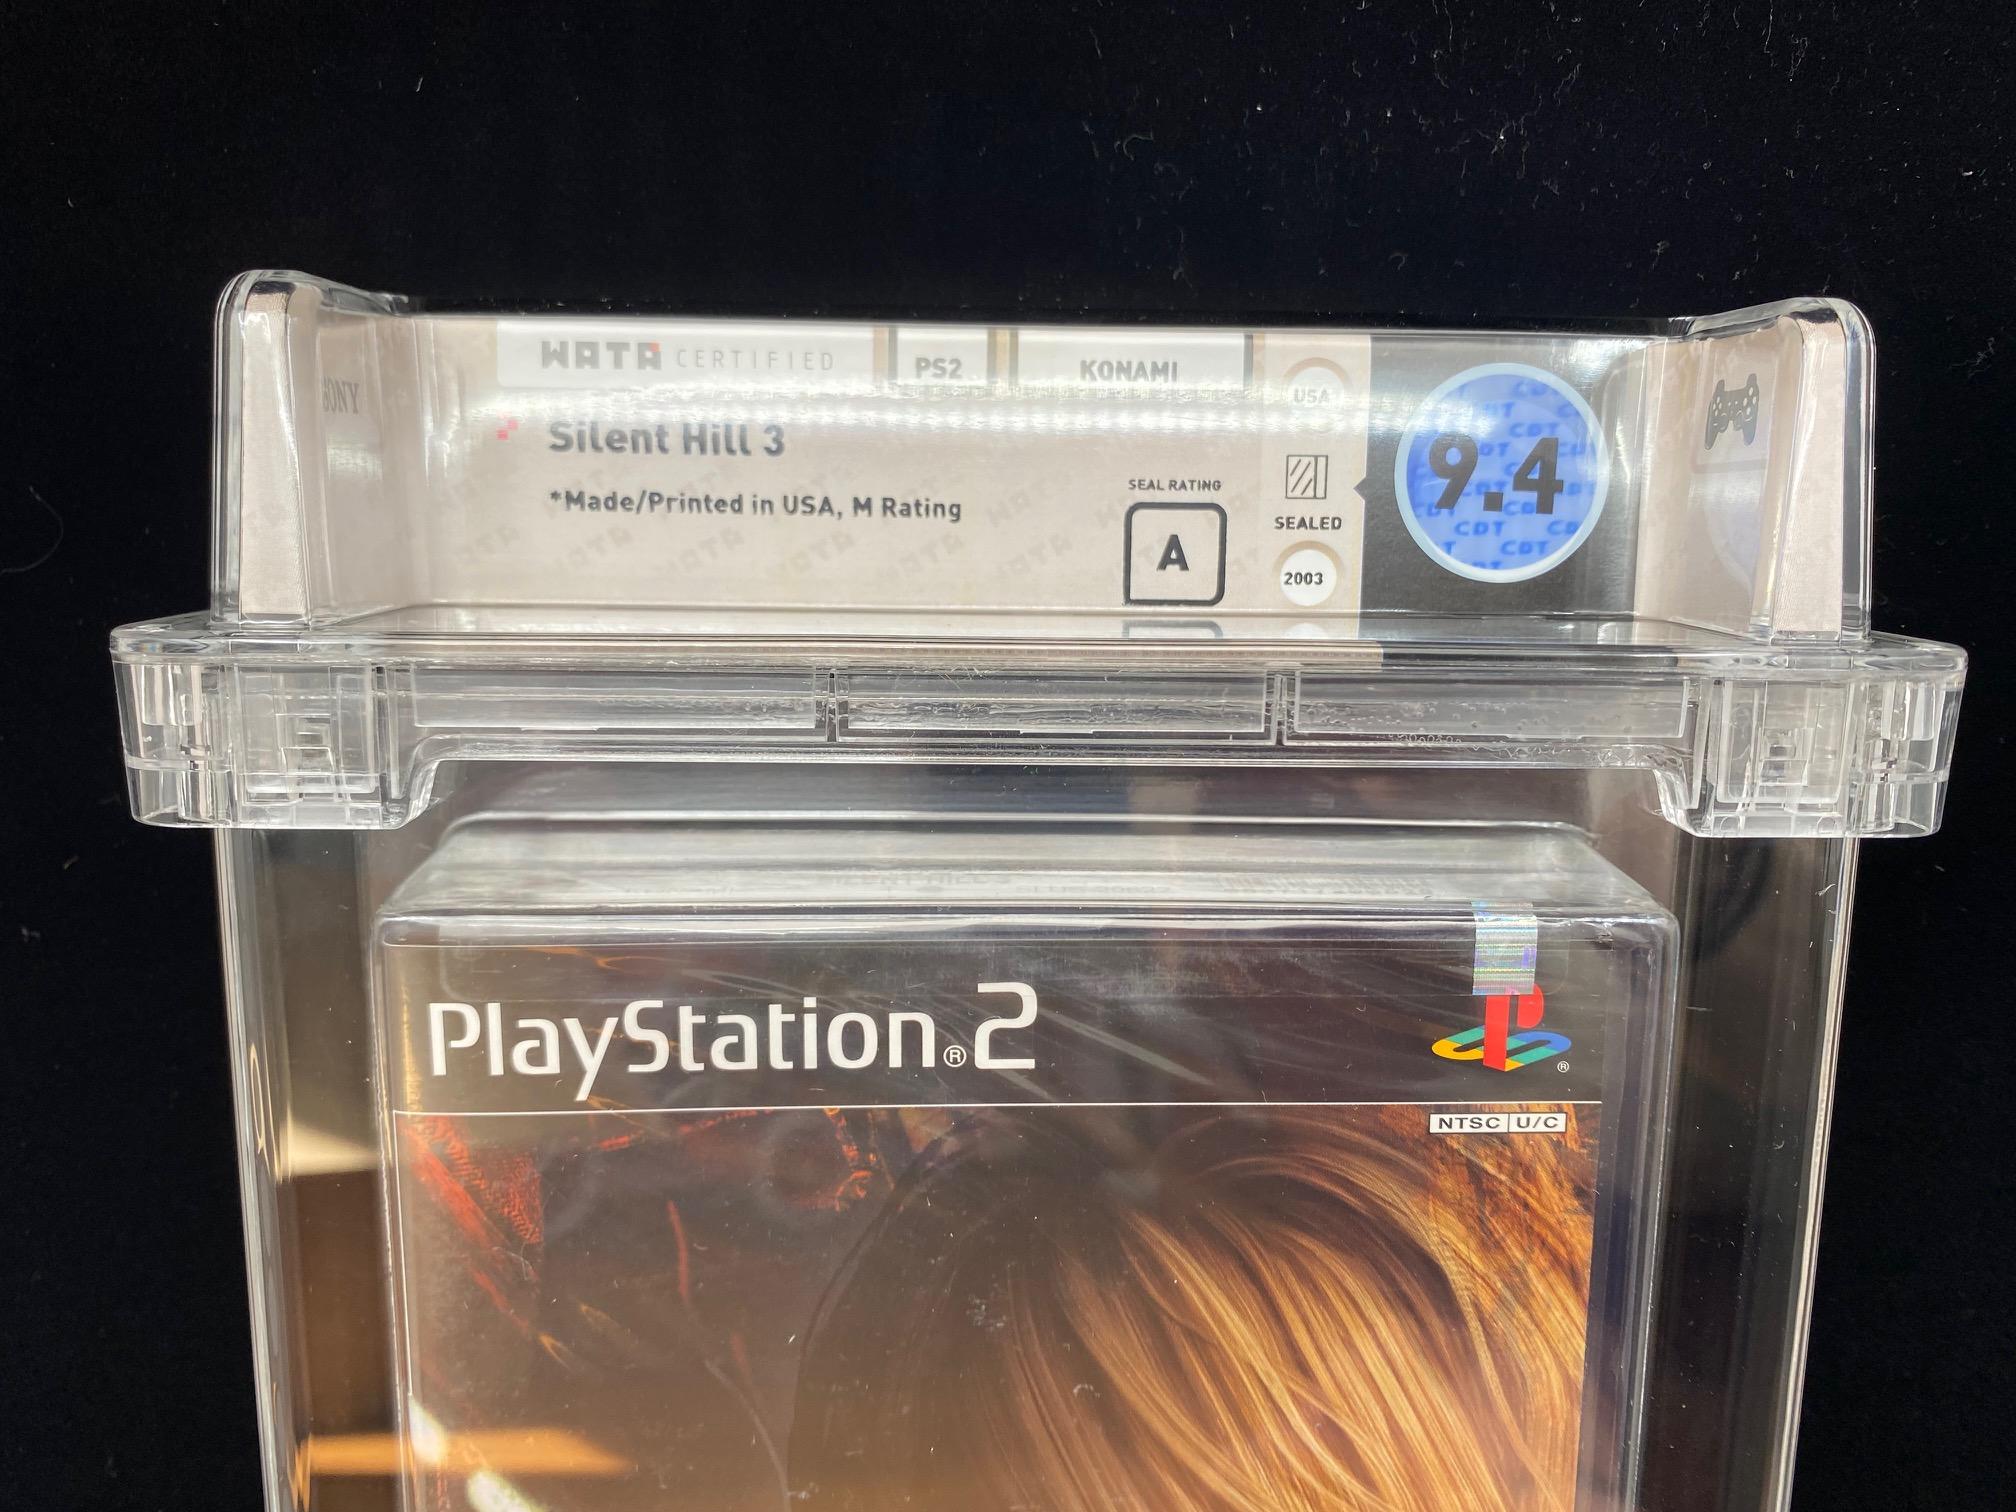 WATA CERTIFIED
PS2
KONAMI
USA
SONY
Silent Hill 3
*Made/Printed in USA, M Rating
SEAL RATING
A
SEALED
2003
9.4
PlayStation®2
®
NTSC U/C